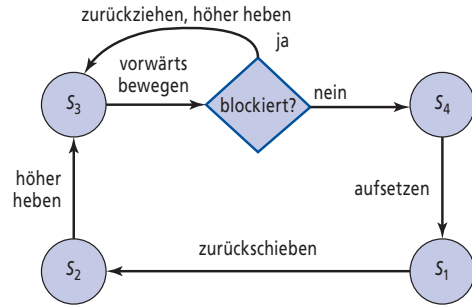 zurückziehen, höher heben
ja
vorwärts
bewegen
S3
blockiert?
nein
S4
höher
heben
aufsetzen
zurückschieben
S2
S1